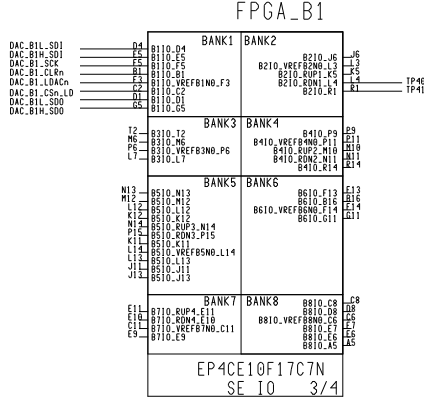 FPGA_B1
BANK1 BANK2
DAC_B1L_SDI D4 B1IO_D4
DAC_B1H_SDI E5 B1IO_E5
DAC_B1_SCK F5 B1IO_F5
DAC_B1_CLRn B1 B1IO_B1
DAC_B1_LDACn F3 B1IO_VREFB1N0_F3
DAC_B1_CSn_LD C2 B1IO_C2
DAC_B1L_SDO D1 B1IO_D1
DAC_B1H_SDO G5 B1IO_G5
B2IO_J6 J6
B2IO_VREFB2N0_L3 L3
B2IO_RUP1_K5 K5
B2IO_RDN1_L4 L4 TP40
B2IO_R1 R1 TP41
BANK3 BANK4
T2 B3IO_T2
M6 B3IO_M6
P6 B3IO_VREFB3N0_P6
L7 B3IO_L7
B4IO_P9 P9
B4IO_VREFB4N0_P11 P11
B4IO_RUP2_M10 M10
B4IO_RDN2_N11 N11
B4IO_R14 R14
BANK5 BANK6
N13 B5IO_N13
M12 B5IO_M12
L12 B5IO_L12
K12 B5IO_K12
N14 B5IO_RUP3_N14
P15 B5IO_RDN3_P15
K11 B5IO_K11
L14 B5IO_VREFB5N0_L14
L13 B5IO_L13
J11 B5IO_J11
J13 B5IO_J13
B6IO_F13 F13
B6IO_B16 B16
B6IO_VREFB6N0_F14 F14
B6IO_G11 G11
BANK7 BANK8
E11 B7IO_RUP4_E11
E10 B7IO_RDN4_E10
C11 B7IO_VREFB7N0_C11
E9 B7IO_E9
B8IO_C8 C8
B8IO_D8 D8
B8IO_VREFB8N0_C6 C6
B8IO_E7 E7
B8IO_E6 E6
B8IO_A5 A5
EP4CE10F17C7N
SE IO 3/4